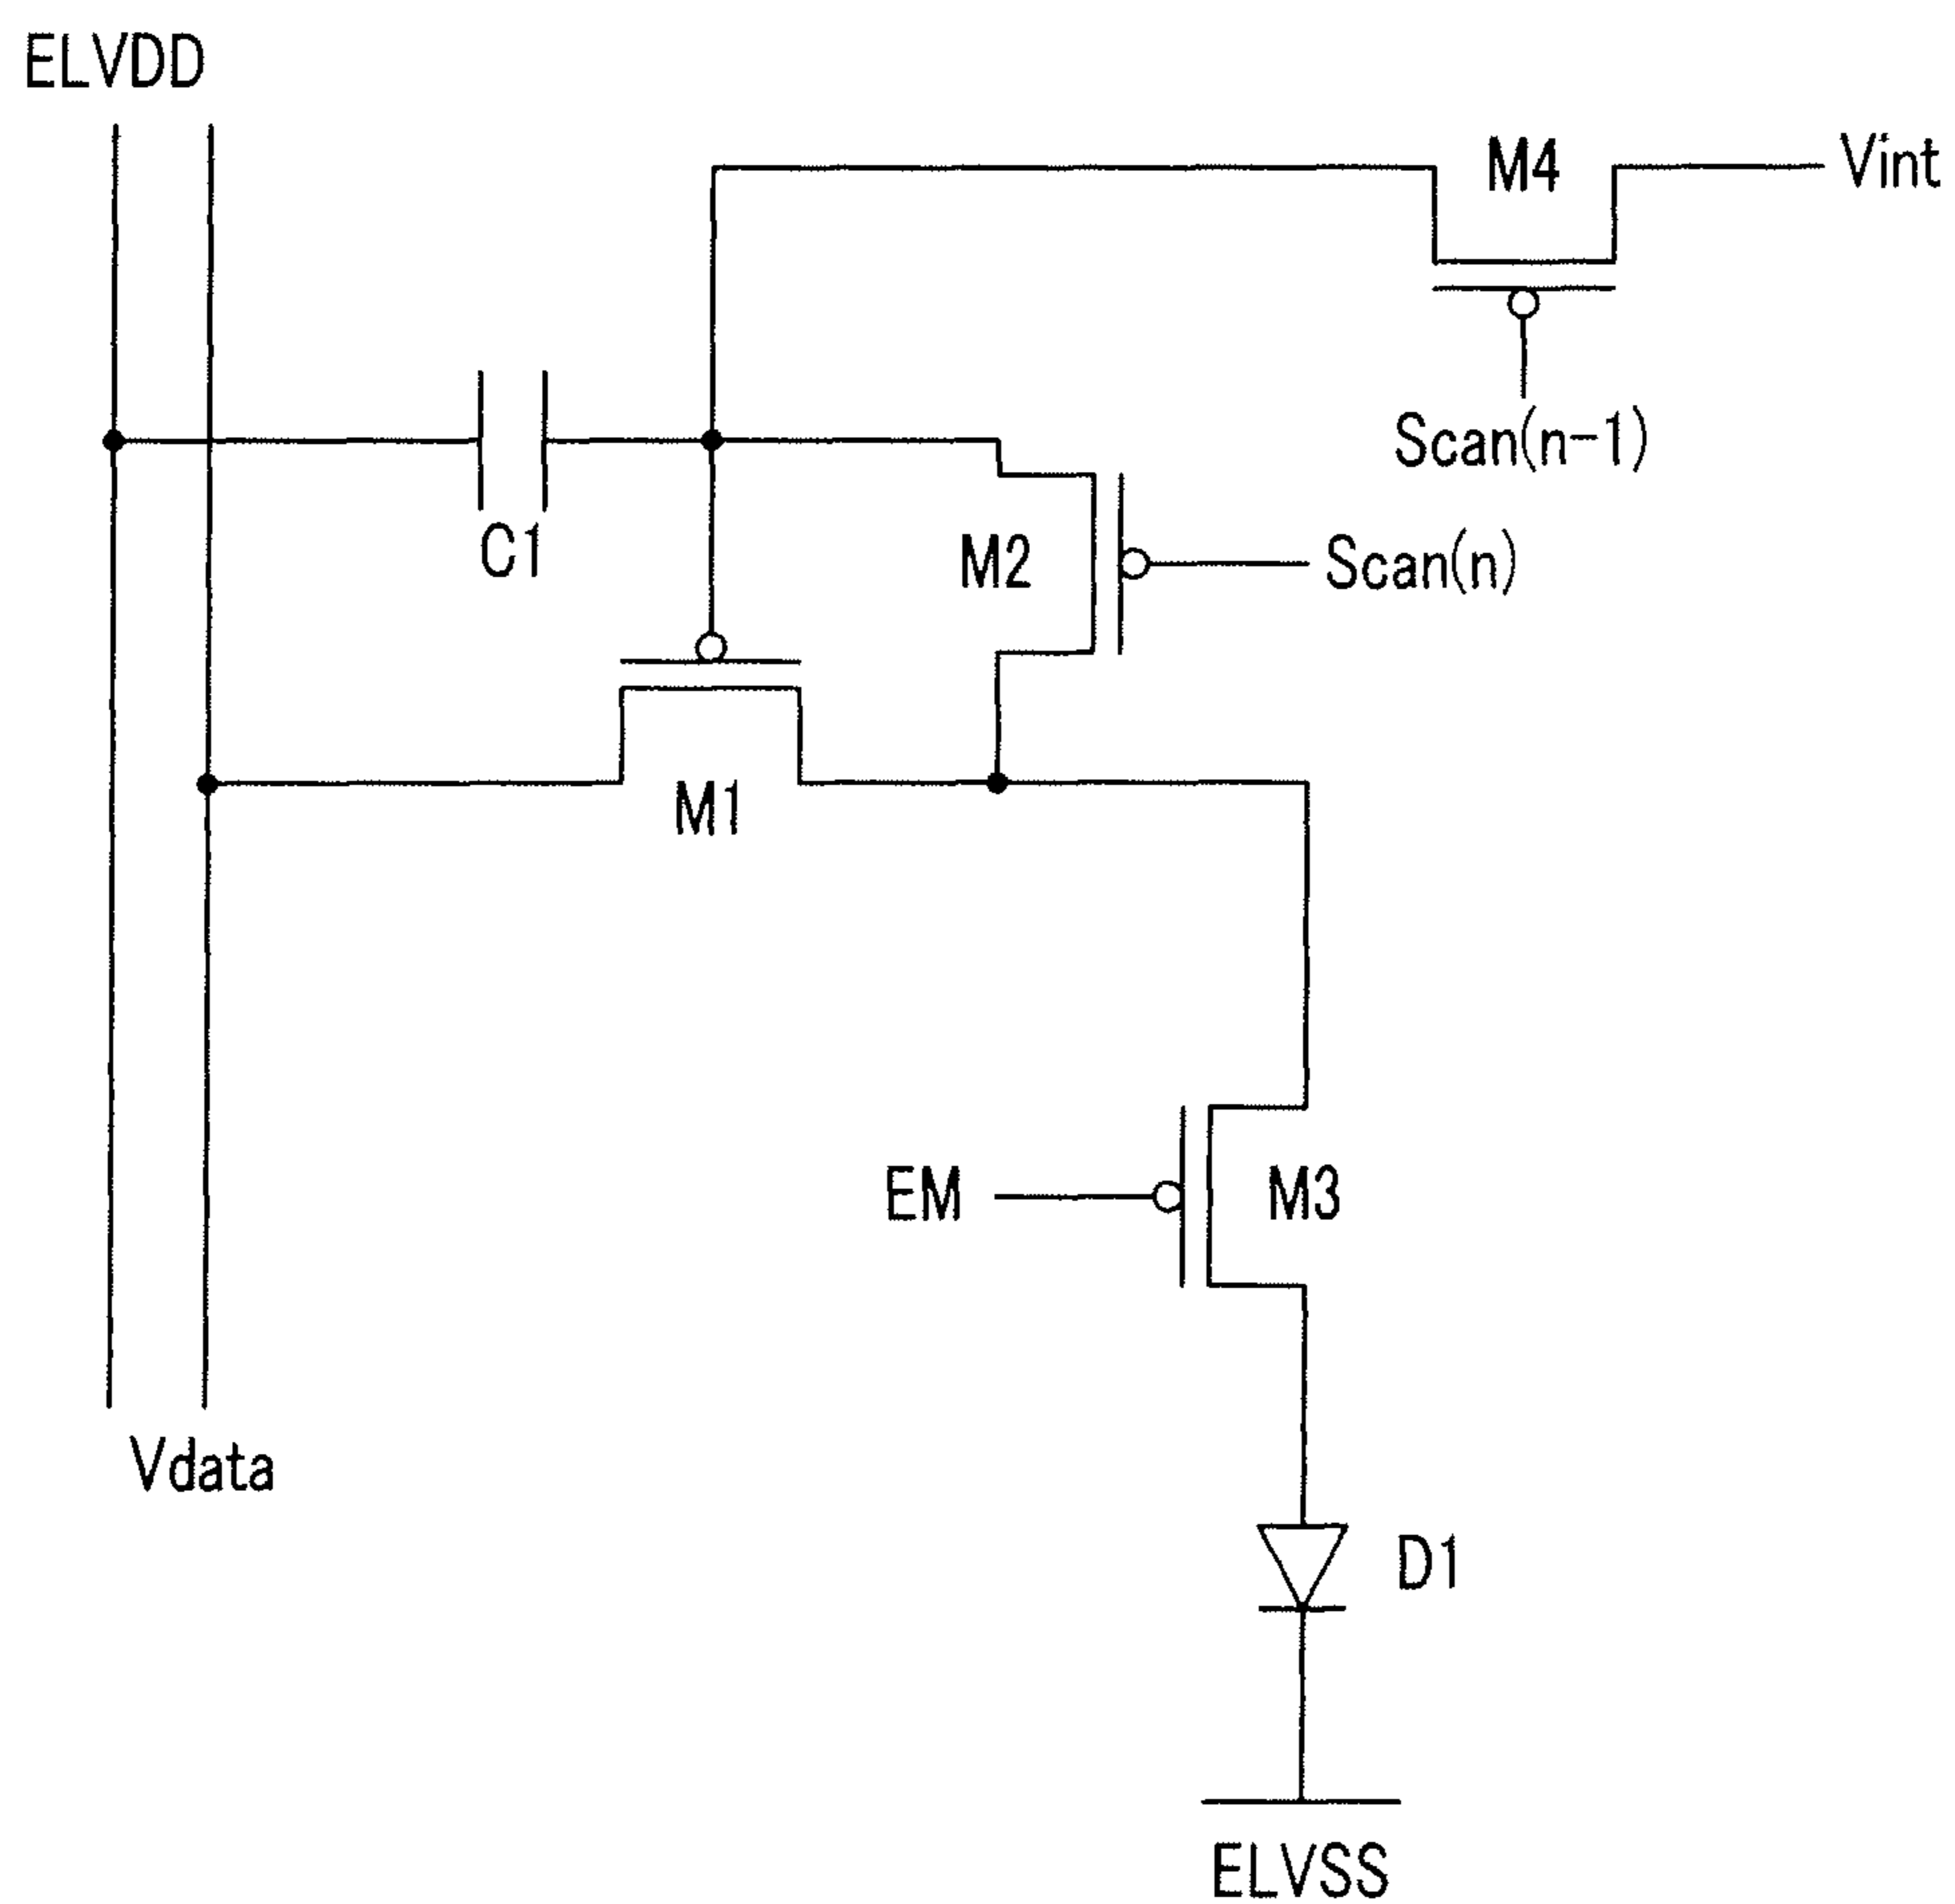 ELVDD
M4
Vint
Scan(n-1)
C1
M2
Scan(n)
M1
EM
M3
Vdata
D1
ELVSS